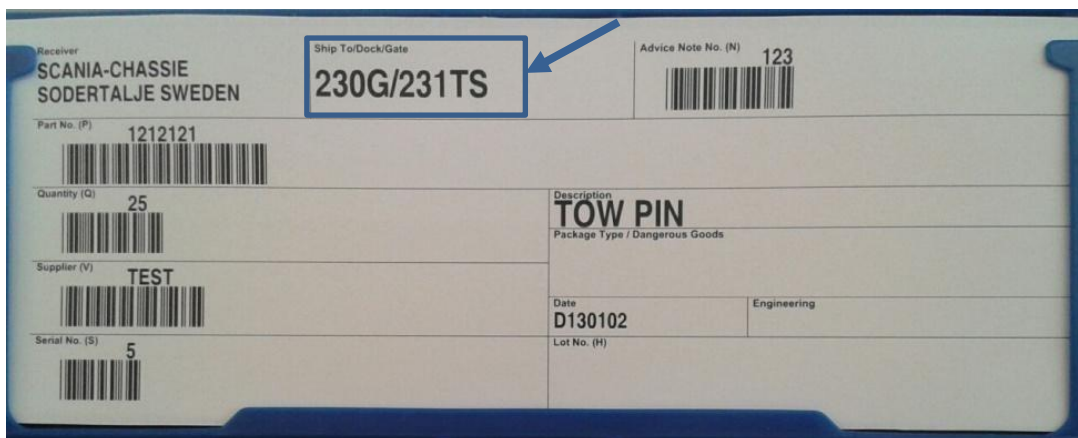 Receiver
SCANIA-CHASSIE
SODERTALJE SWEDEN
Ship To/Dock/Gate
230G/231TS
Advice Note No. (N)
123
Part No. (P)
1212121
Quantity (Q)
25
Description
TOW PIN
Package Type / Dangerous Goods
Supplier (V)
TEST
Date
D130102
Engineering
Serial No. (S)
5
Lot No. (H)